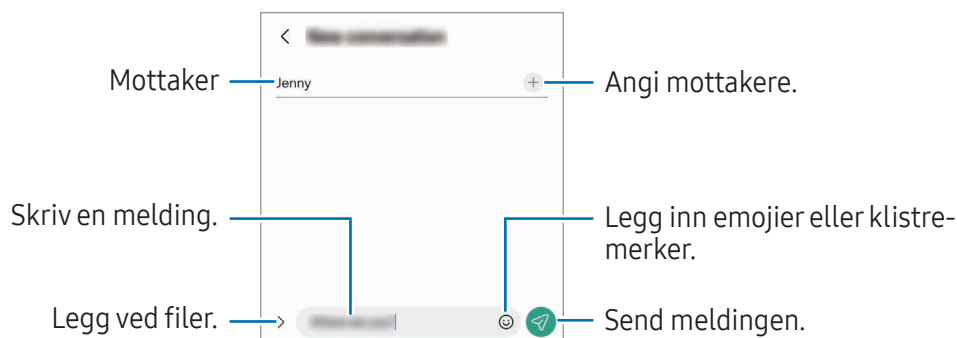 Mottaker
Jenny
Angi mottakere.
Skriv en melding.
Legg inn emojier eller klistre-
merker.
Legg ved filer.
Send meldingen.